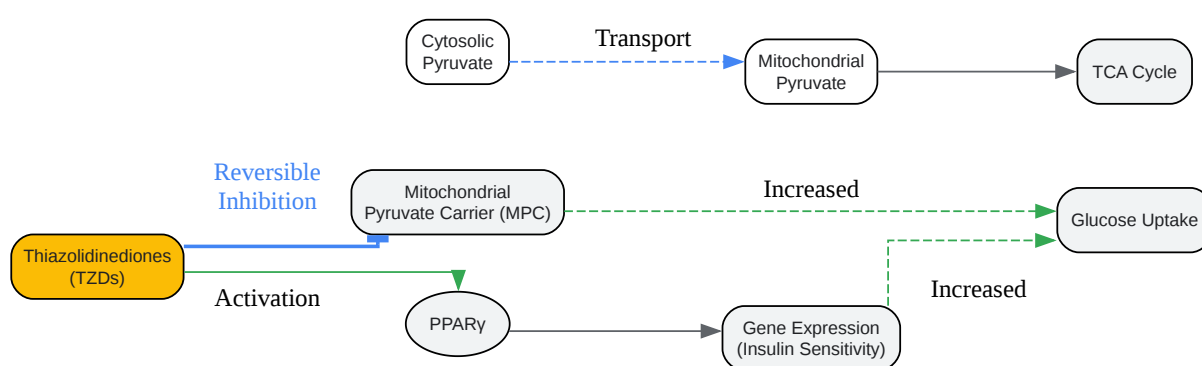 Cytosolic
Pyruvate
Transport
Mitochondrial
Pyruvate
TCA Cycle
Reversible
Inhibition
Mitochondrial
Pyruvate Carrier (MPC)
Increased
Glucose Uptake
Thiazolidinediones
(TZDs)
Activation
PPARγ
Gene Expression
(Insulin Sensitivity)
Increased